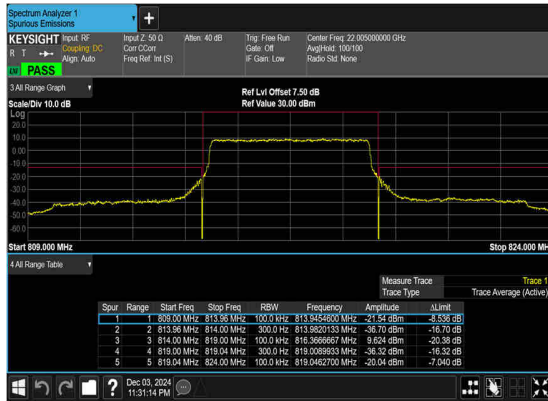 Spectrum Analyzer 1
Spurious Emissions
KEYSIGHT Input: RF Input Z: 50 Ω Atten: 40 dB Trig: Free Run Center Freq: 22.005000000 GHz
R T Coupling: DC Corr CCorr Gate: Off Avg|Hold: 100/100
Align: Auto Freq Ref: Int (S) IF Gain: Low Radio Std: None
PASS
3 All Range Graph
Ref Lvl Offset 7.50 dB
Scale/Div 10.0 dB Ref Value 30.00 dBm
Log
20.0
10.0
0.00
-10.0
-20.0
-30.0
-40.0
-50.0
-60.0
Start 809.000 MHz Stop 824.000 MH
4 All Range Table
Measure Trace Trace 1
Trace Type Trace Average (Active)
Spur Range Start Freq Stop Freq RBW Frequency Amplitude ΔLimit
1 1 809.00 MHz 813.96 MHz 100.0 kHz 813.9454600 MHz -21.54 dBm -8.536 dB
2 2 813.96 MHz 814.00 MHz 300.0 Hz 813.9820133 MHz -36.70 dBm -16.70 dB
3 3 814.00 MHz 819.00 MHz 100.0 kHz 816.3666667 MHz 9.624 dBm -20.38 dB
4 4 819.00 MHz 819.04 MHz 300.0 Hz 819.0089933 MHz -36.32 dBm -16.32 dB
5 5 819.04 MHz 824.00 MHz 100.0 kHz 819.0462700 MHz -20.04 dBm -7.040 dB
?
Dec 03, 2024
11:31:14 PM